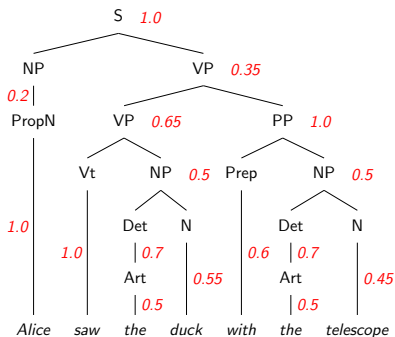 S 1.0
NP VP 0.35
0.2
PropN VP 0.65 PP 1.0
Vt NP 0.5 Prep NP 0.5
Det N Det N
1.0 1.0 0.7 0.55 0.6 0.7 0.45
Art Art
0.5 0.5
Alice saw the duck with the telescope